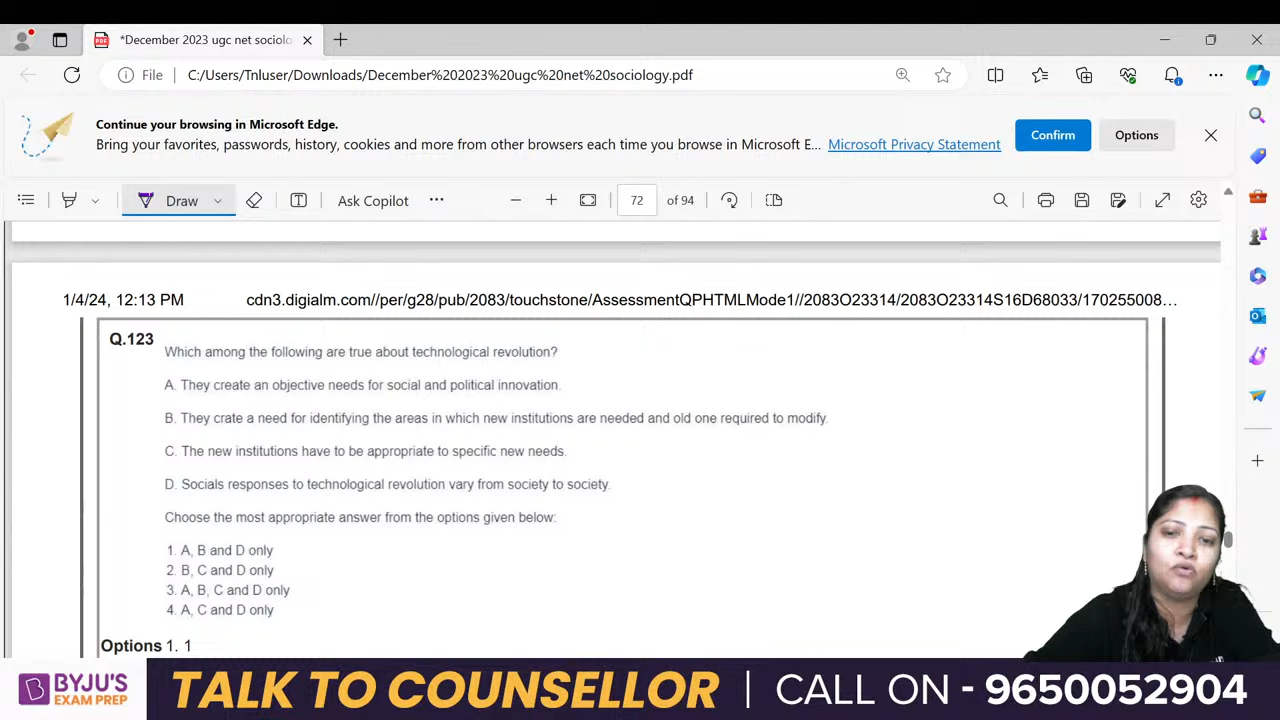 *December 2023 ugc net sociolo
File C:/Users/Tnluser/Downloads/December%202023%20ugc%20net%20sociology.pdf
Continue your browsing in Microsoft Edge.
Bring your favorites, passwords, history, cookies and more from other browsers each time you browse in Microsoft E... Microsoft Privacy Statement
Confirm
Options
Draw
Ask Copilot
72 of 94
1/4/24, 12:13 PM
cdn3.digialm.com//per/g28/pub/2083/touchstone/AssessmentQPHTMLMode1//2083O23314/2083O23314S16D68033/170255008...
Q.123
Which among the following are true about technological revolution?
A. They create an objective needs for social and political innovation.
B. They crate a need for identifying the areas in which new institutions are needed and old one required to modify.
C. The new institutions have to be appropriate to specific new needs.
D. Socials responses to technological revolution vary from society to society.
Choose the most appropriate answer from the options given below:
1. A, B and D only
2. B, C and D only
3. A, B, C and D only
4. A, C and D only
Options 1. 1
BYJU'S
EXAM PREP
TALK TO COUNSELLOR | CALL ON - 9650052904